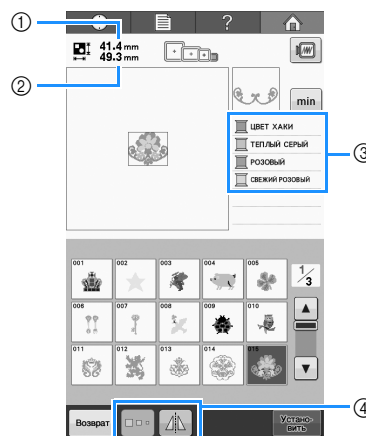 ①
?
41.4 mm
②
49.3 mm
min
③
ЦВЕТ ХАКИ
ТЕПЛЫЙ СЕРЫЙ
РОЗОВЫЙ
СВЕЖИЙ РОЗОВЫЙ
001 002 003 004 005
1/3
006 007 008 009 010
011 012 013 014 015
④
Возврат
Устано-
вить